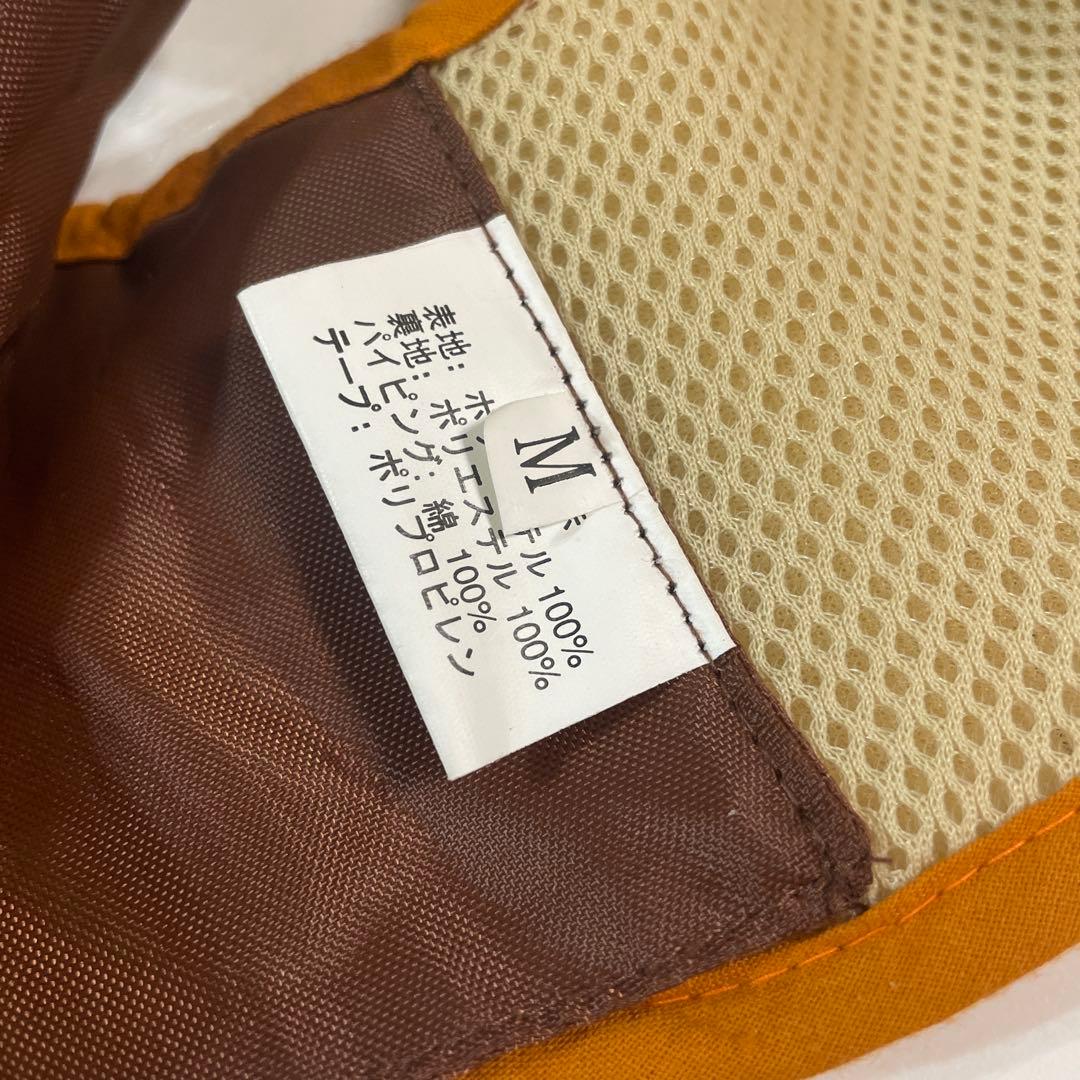 M
表地: ポ テル 100%
裏地: ポリエステル 100%
パイピング: 綿 100%
テープ: ポリプロピレン